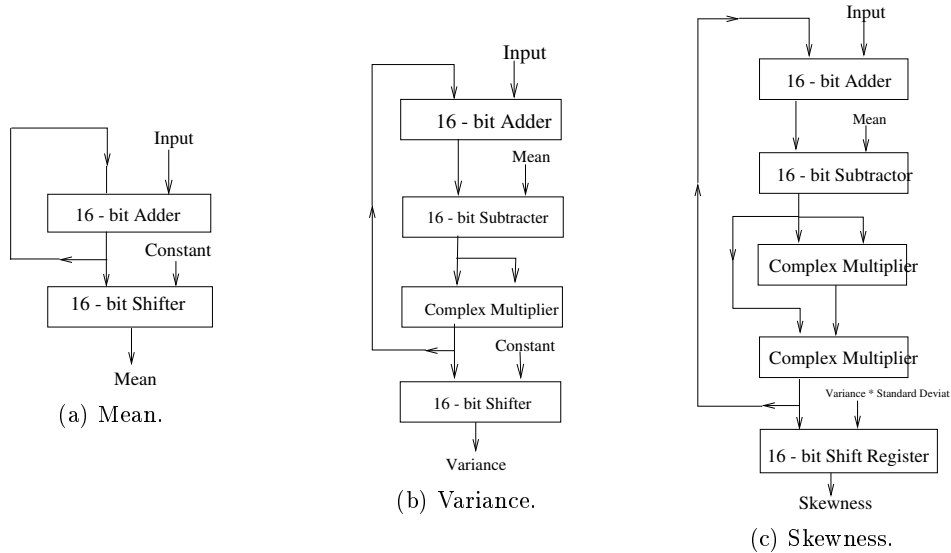 Input
16 - bit Adder
Constant
16 - bit Shifter
Mean
(a) Mean.
Input
16 - bit Adder
Mean
16 - bit Subtracter
Complex Multiplier
Constant
16 - bit Shifter
Variance
(b) Variance.
Input
16 - bit Adder
Mean
16 - bit Subtractor
Complex Multiplier
Complex Multiplier
Variance * Standard Deviat
16 - bit Shift Register
Skewness
(c) Skewness.